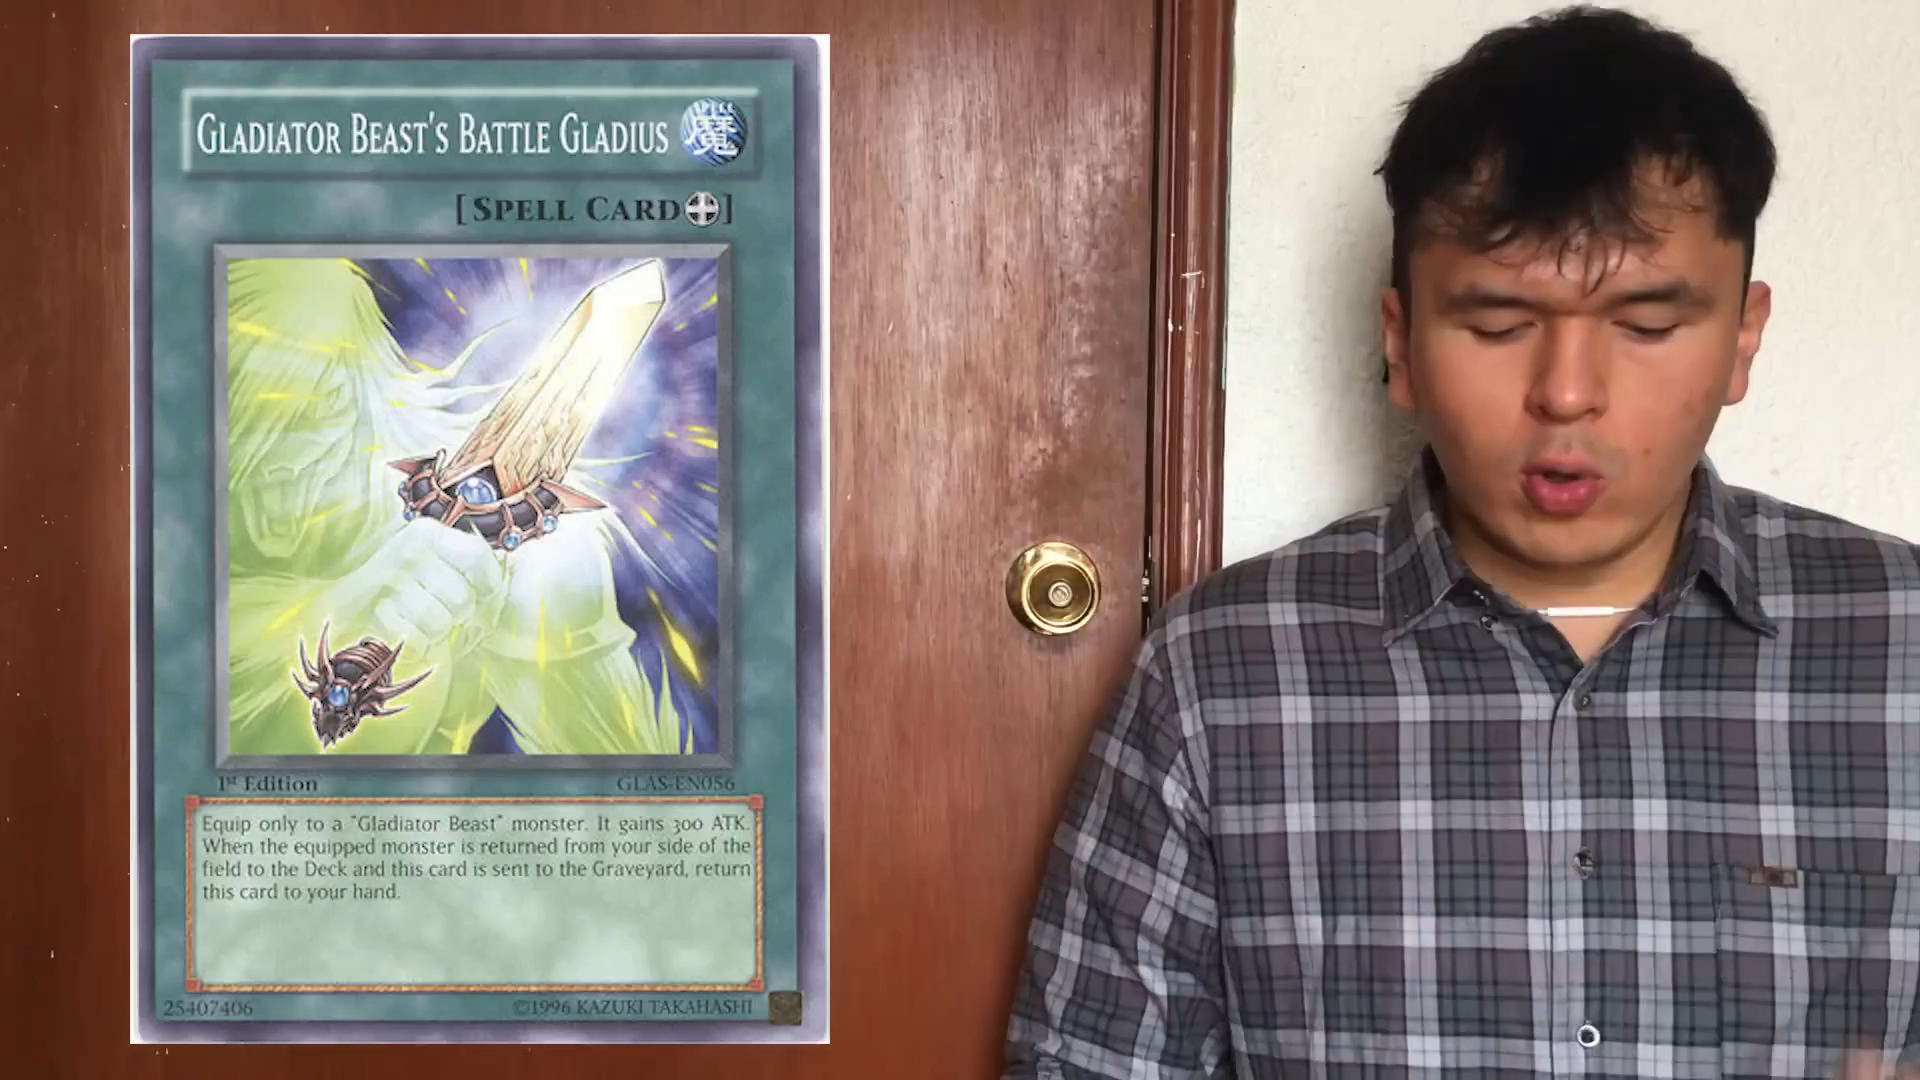 GLADIATOR BEAST'S BATTLE GLADIUS
SPELL
魔
[SPELL CARD]
1st Edition
GLAS-EN056
Equip only to a "Gladiator Beast" monster. It gains 300 ATK.
When the equipped monster is returned from your side of the
field to the Deck and this card is sent to the Graveyard, return
this card to your hand.
25407406
©1996 KAZUKI TAKAHASHI